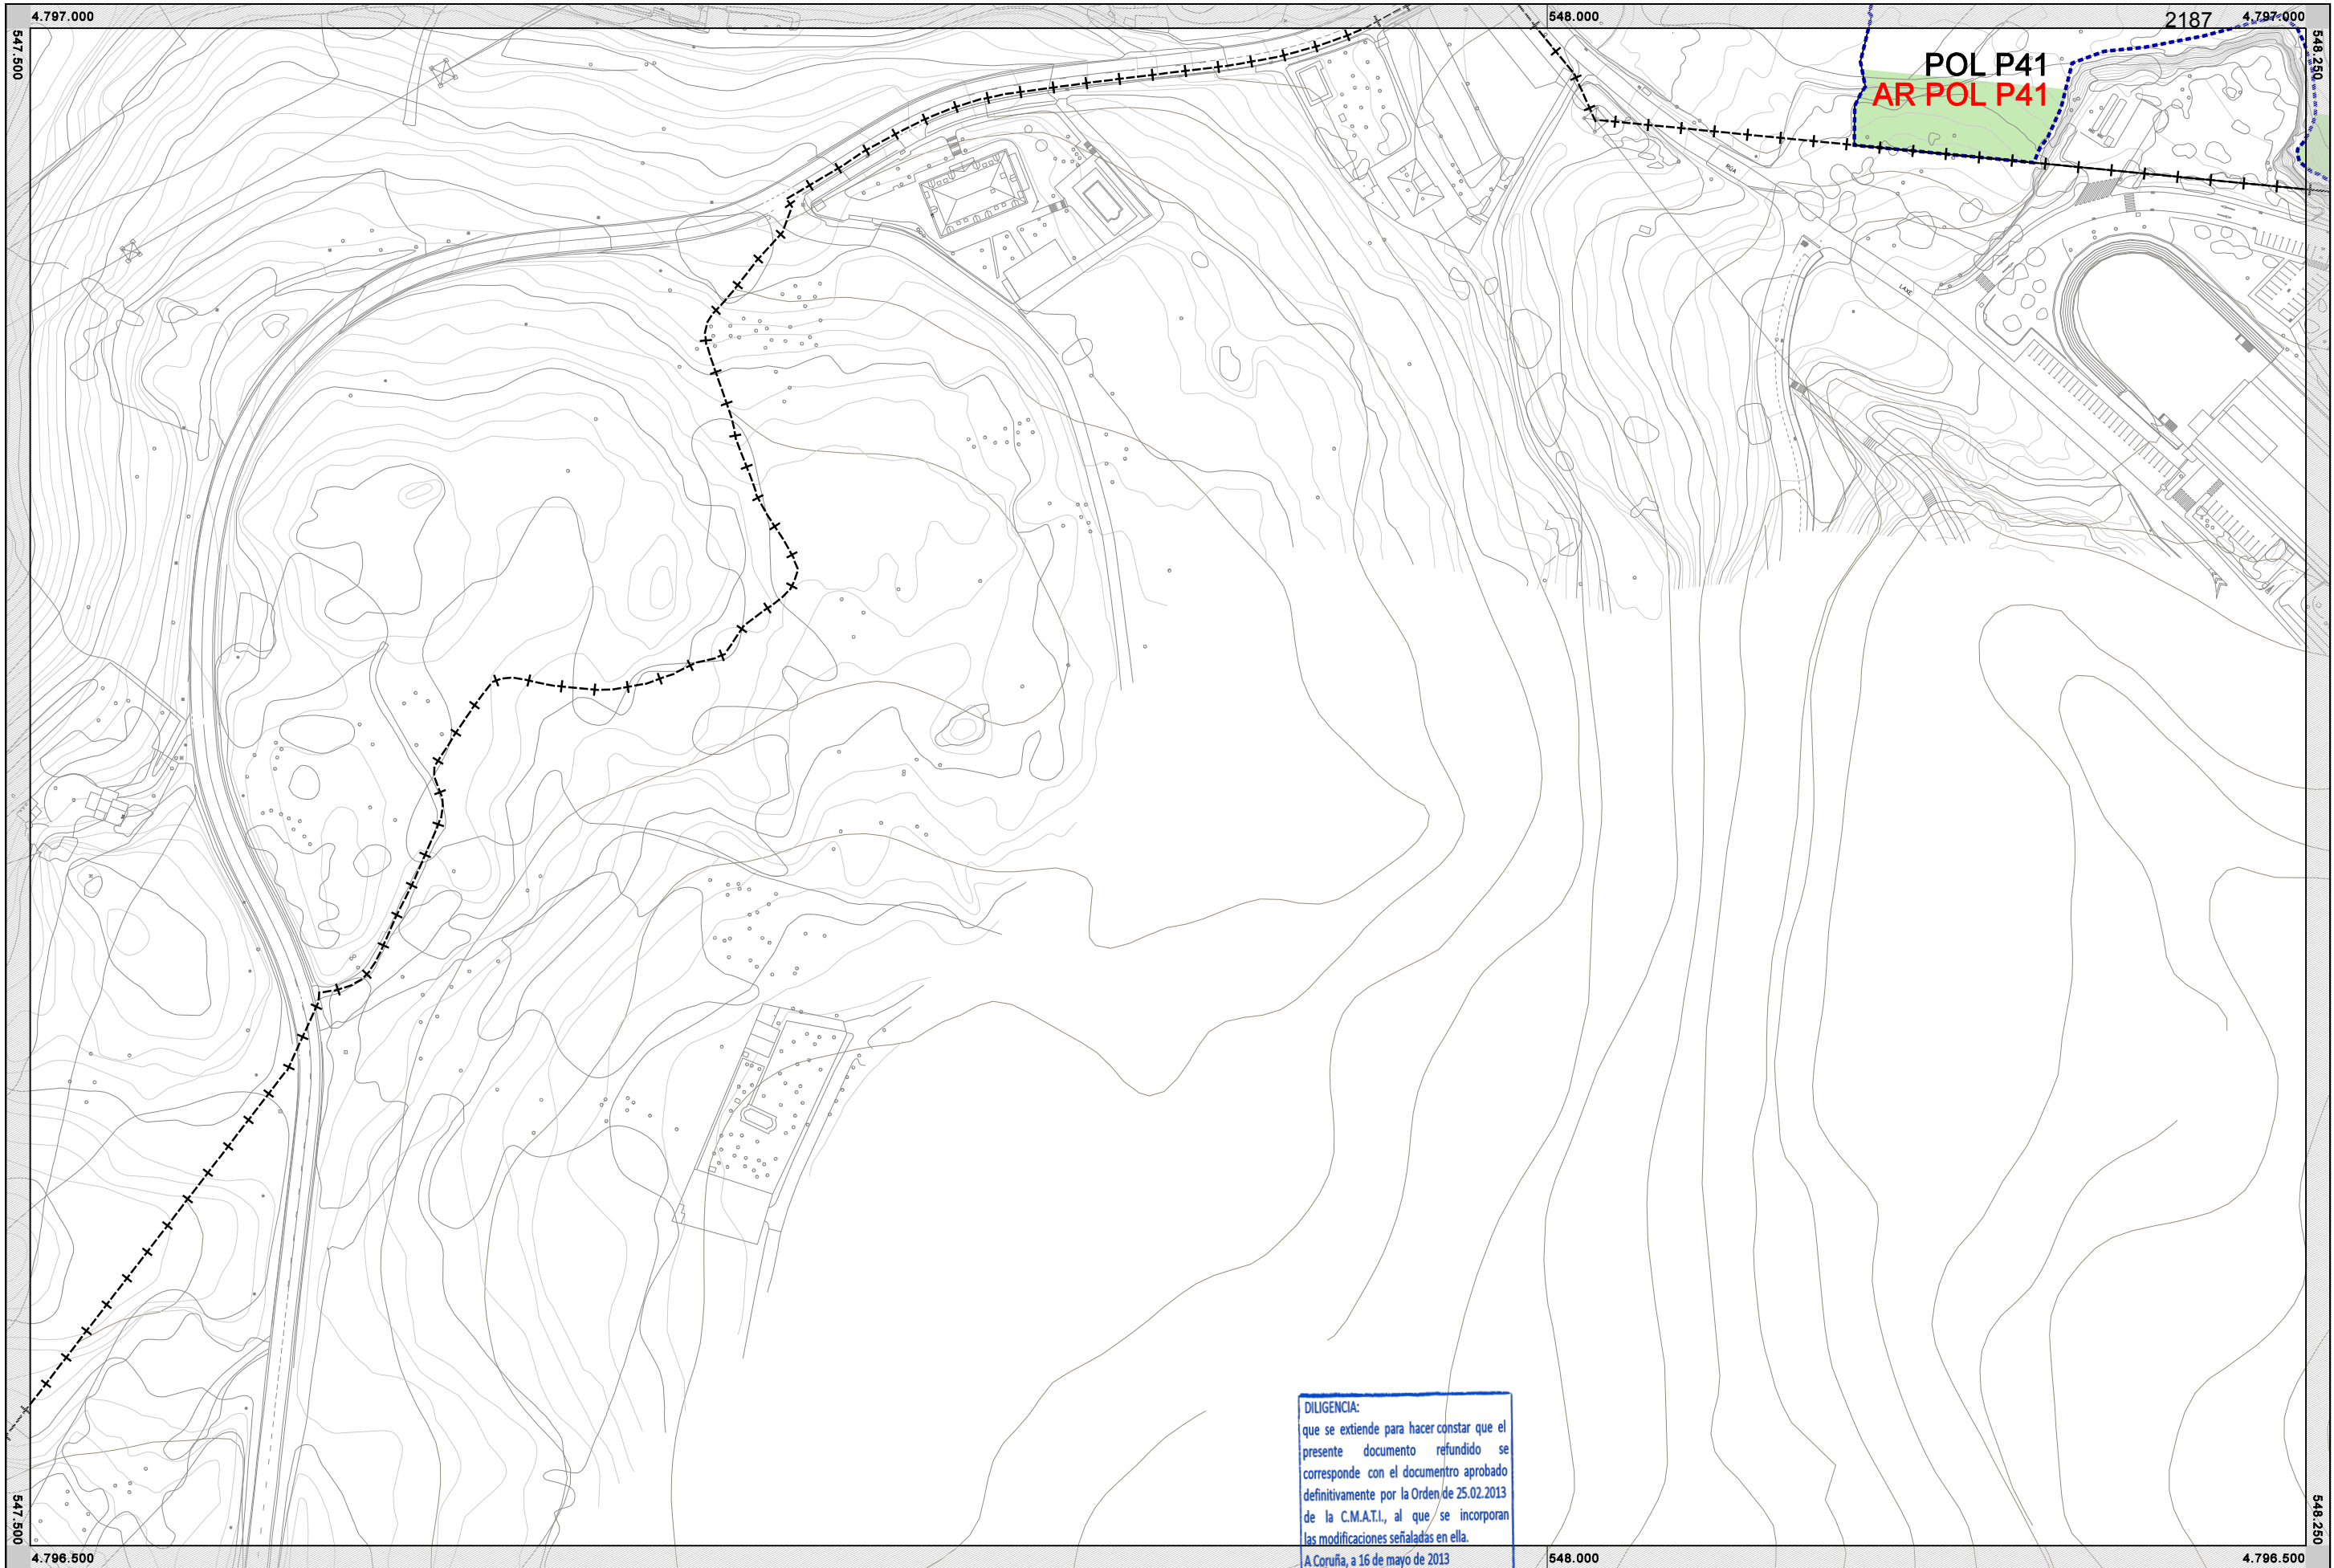 4.797.000
548.000
2187
4.797.000
547.500
548.250
POL P41
AR POL P41
RUA
LAXE
DILIGENCIA:
que se extiende para hacer constar que el
presente documento refundido se
corresponde con el documentro aprobado
definitivamente por la Orden de 25.02.2013
de la C.M.A.T.I., al que se incorporan
las modificaciones señaladas en ella.
A Coruña, a 16 de mayo de 2013
547.500
548.250
4.796.500
548.000
4.796.500